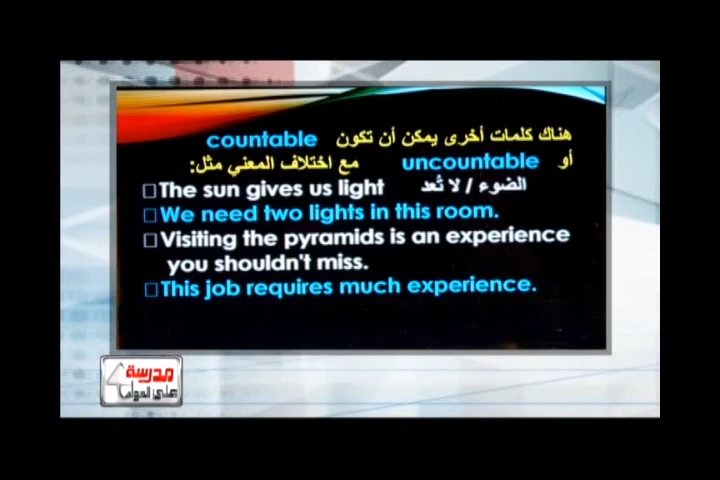 هناك كلمات أخرى يمكن أن تكون countable
أو uncountable مع اختلاف المعني مثل:
The sun gives us light الضوء / لا تُعد
We need two lights in this room.
Visiting the pyramids is an experience
you shouldn't miss.
This job requires much experience.
مدرسة
على الهواء